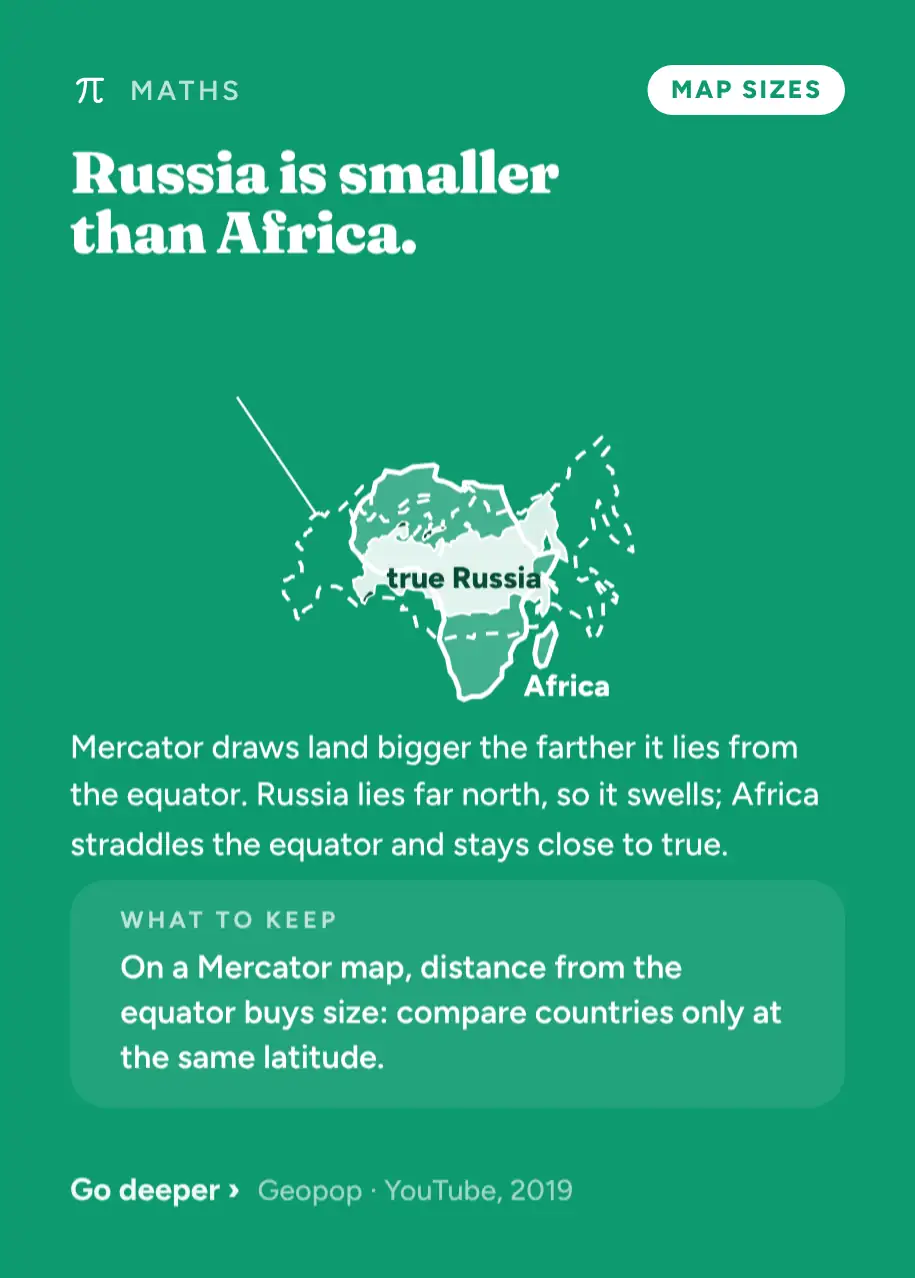 π MATHS
MAP SIZES
Russia is smaller
than Africa.
true Russia
Africa
Mercator draws land bigger the farther it lies from
the equator. Russia lies far north, so it swells; Africa
straddles the equator and stays close to true.
WHAT TO KEEP
On a Mercator map, distance from the
equator buys size: compare countries only at
the same latitude.
Go deeper › Geopop · YouTube, 2019